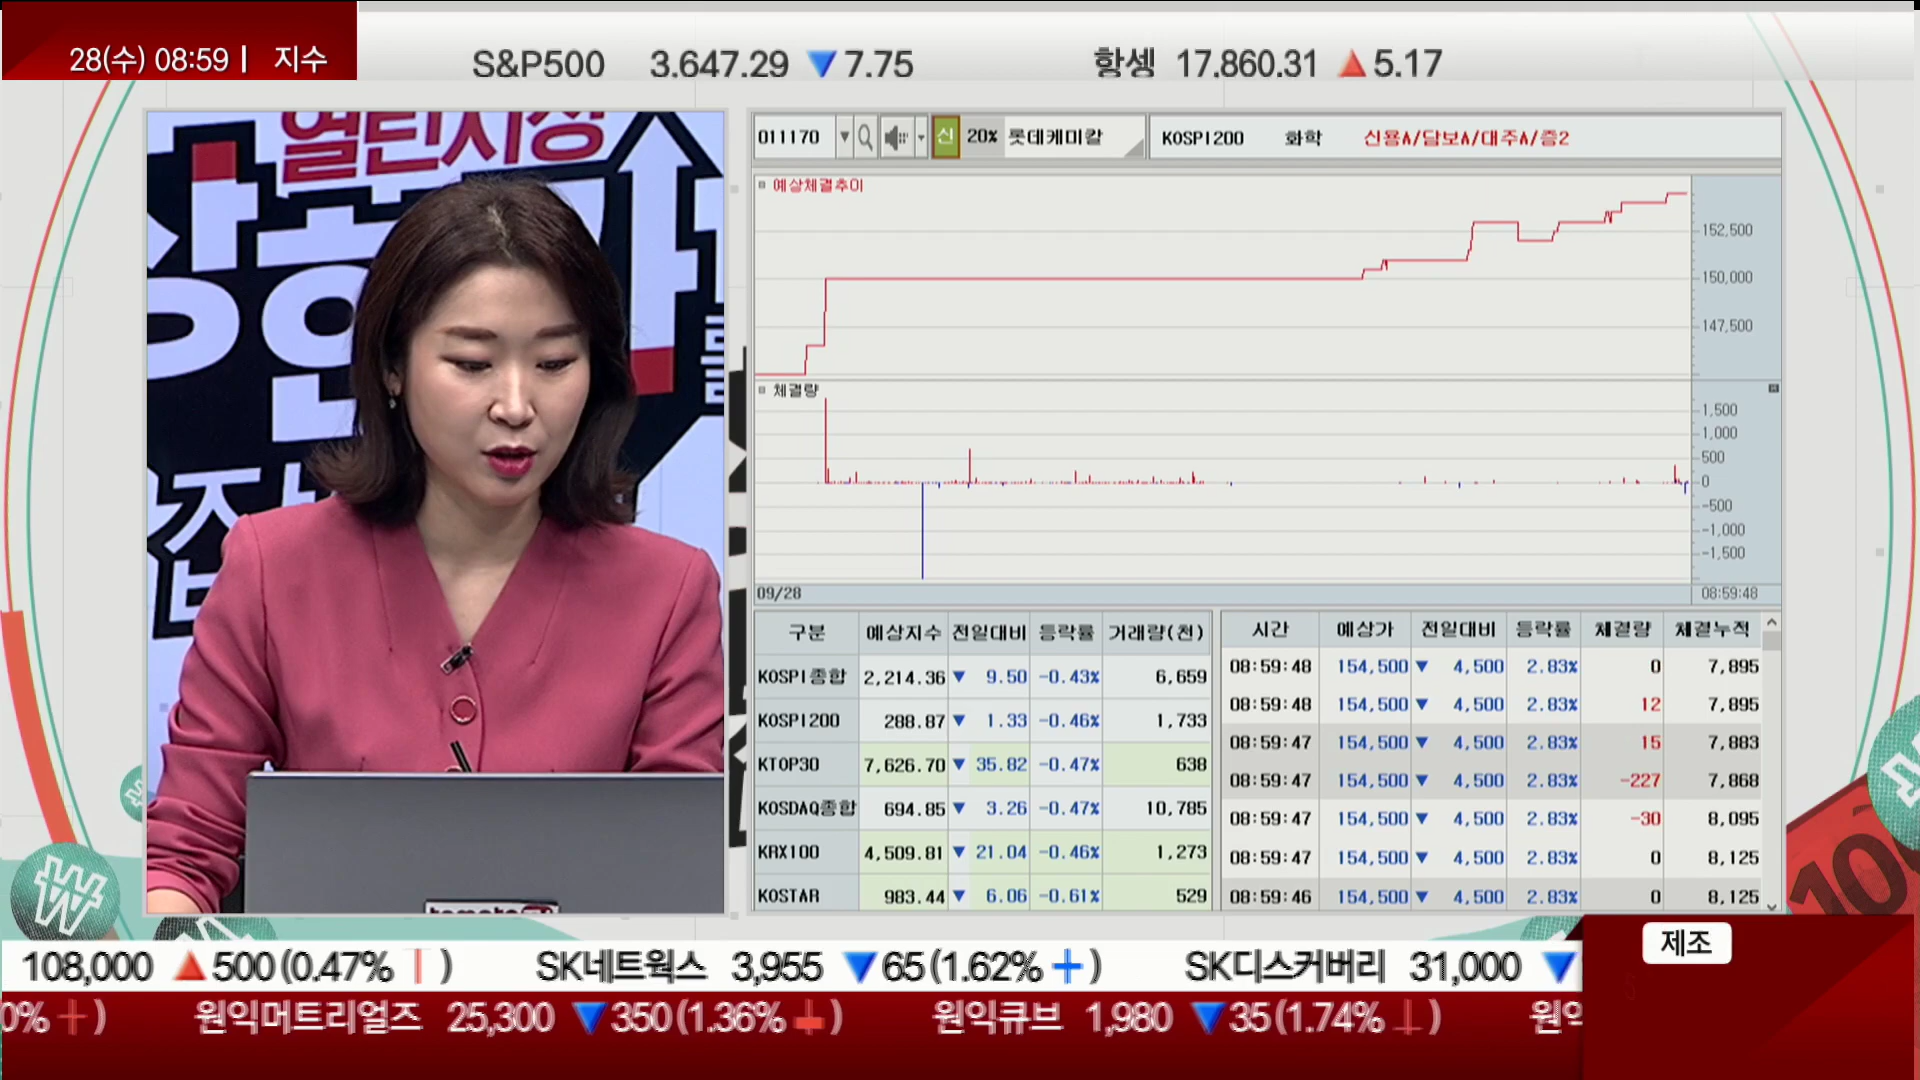 28(수) 08:59 | 지수
S&P500 3,647.29 ▼ 7.75 항셍 17,860.31 ▲ 5.17
열린시장
상한가
011170 신 20% 롯데케미칼 KOSPI200 화학 신용A/담보A/대주A/증2
예상체결추이
152,500
150,000
147,500
체결량
1,500
1,000
500
0
-500
-1,000
-1,500
09/28 08:59:48
구분 예상지수 전일대비 등락률 거래량(천)
KOSPI종합 2,214.36 ▼ 9.50 -0.43% 6,659
KOSPI200 288.87 ▼ 1.33 -0.46% 1,733
KTOP30 7,626.70 ▼ 35.82 -0.47% 638
KOSDAQ종합 694.85 ▼ 3.26 -0.47% 10,785
KRX100 4,509.81 ▼ 21.04 -0.46% 1,273
KOSTAR 983.44 ▼ 6.06 -0.61% 529
시간 예상가 전일대비 등락률 체결량 체결누적
08:59:48 154,500 ▼ 4,500 2.83% 0 7,895
08:59:48 154,500 ▼ 4,500 2.83% 12 7,895
08:59:47 154,500 ▼ 4,500 2.83% 15 7,883
08:59:47 154,500 ▼ 4,500 2.83% -227 7,868
08:59:47 154,500 ▼ 4,500 2.83% -30 8,095
08:59:47 154,500 ▼ 4,500 2.83% 0 8,125
08:59:46 154,500 ▼ 4,500 2.83% 0 8,125
100
제조
108,000 ▲ 500(0.47% ) SK네트웍스 3,955 ▼ 65(1.62% ) SK디스커버리 31,000 ▼
0% ) 원익머트리얼즈 25,300 ▼ 350(1.36% ) 원익큐브 1,980 ▼ 35(1.74% ) 원익